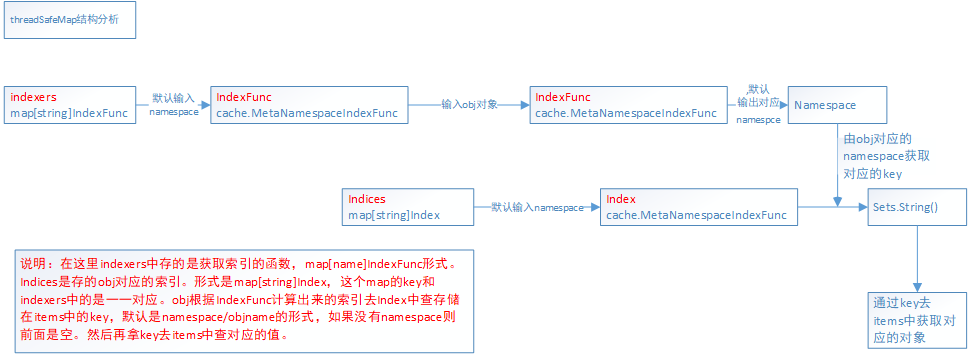 threadSafeMap结构分析
indexers
map[string]IndexFunc
默认输入
namespace
IndexFunc
cache.MetaNamespaceIndexFunc
输入obj对象
IndexFunc
cache.MetaNamespaceIndexFunc
,默认
输出对应
namespce
Namespace
由obj对应的
namespace获取
对应的key
Indices
map[string]Index
默认输入namespace
Index
cache.MetaNamespaceIndexFunc
Sets.String()
说明：在这里indexers中存的是获取索引的函数，map[name]IndexFunc形式。
Indices是存的obj对应的索引。形式是map[string]Index，这个map的key和
indexers中的是一一对应。obj根据IndexFunc计算出来的索引去Index中查存储
在items中的key，默认是namespace/objname的形式，如果没有namespace则
前面是空。然后再拿key去items中查对应的值。
通过key去
items中获取对
应的对象